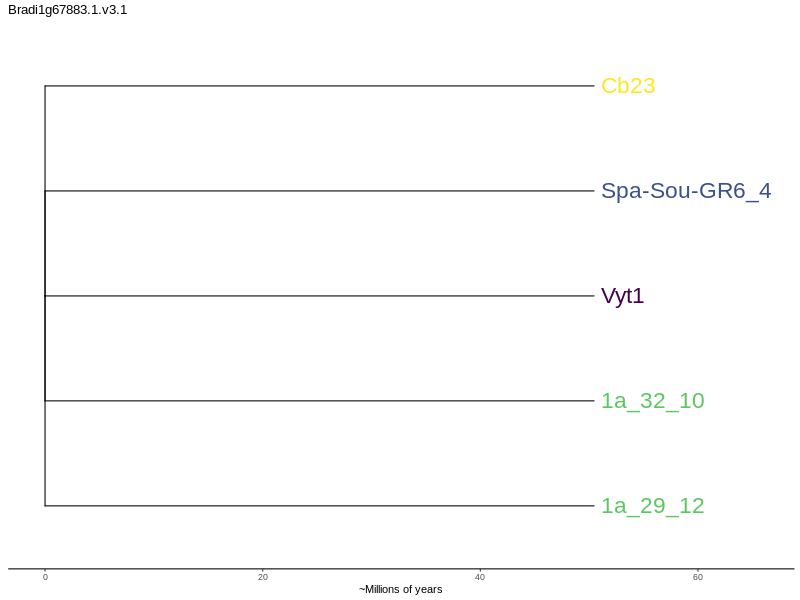 Bradi1g67883.1.v3.1
Cb23
Spa-Sou-GR6_4
Vyt1
1a_32_10
1a_29_12
0 20 40 60
~Millions of years